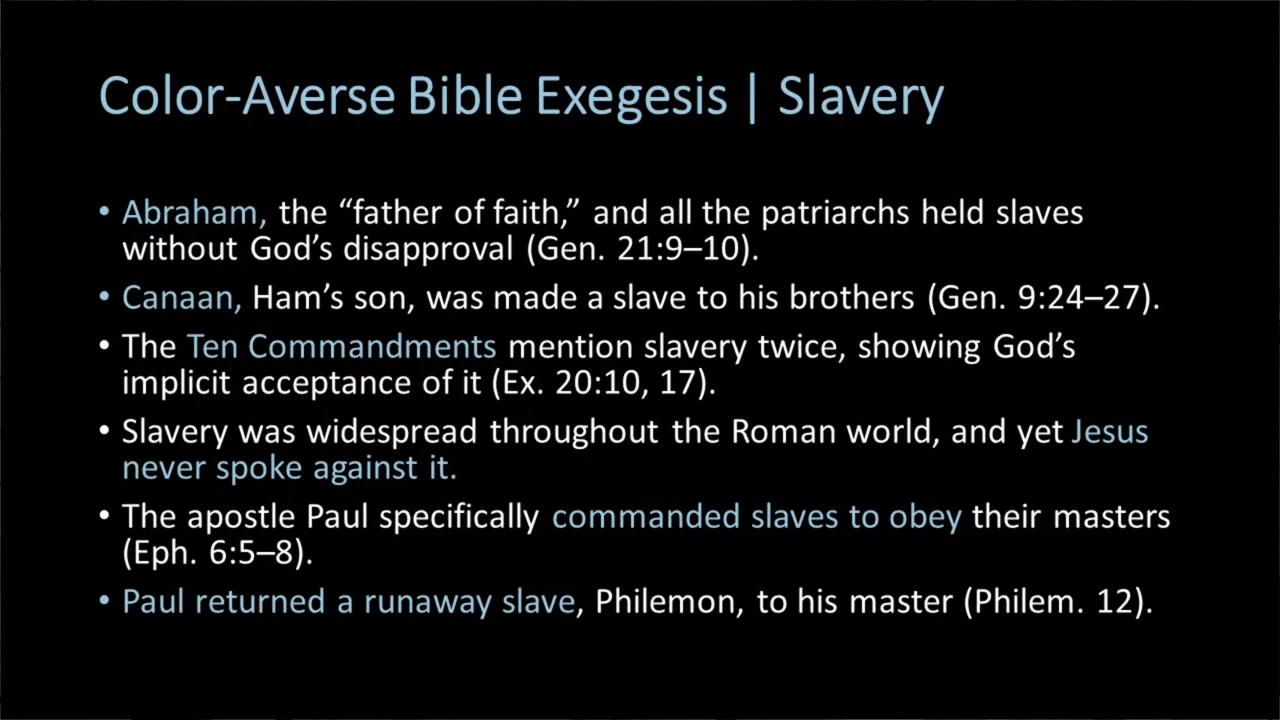 Color-Averse Bible Exegesis | Slavery
• Abraham, the “father of faith,” and all the patriarchs held slaves
without God’s disapproval (Gen. 21:9–10).
• Canaan, Ham’s son, was made a slave to his brothers (Gen. 9:24–27).
• The Ten Commandments mention slavery twice, showing God’s
implicit acceptance of it (Ex. 20:10, 17).
• Slavery was widespread throughout the Roman world, and yet Jesus
never spoke against it.
• The apostle Paul specifically commanded slaves to obey their masters
(Eph. 6:5–8).
• Paul returned a runaway slave, Philemon, to his master (Philem. 12).